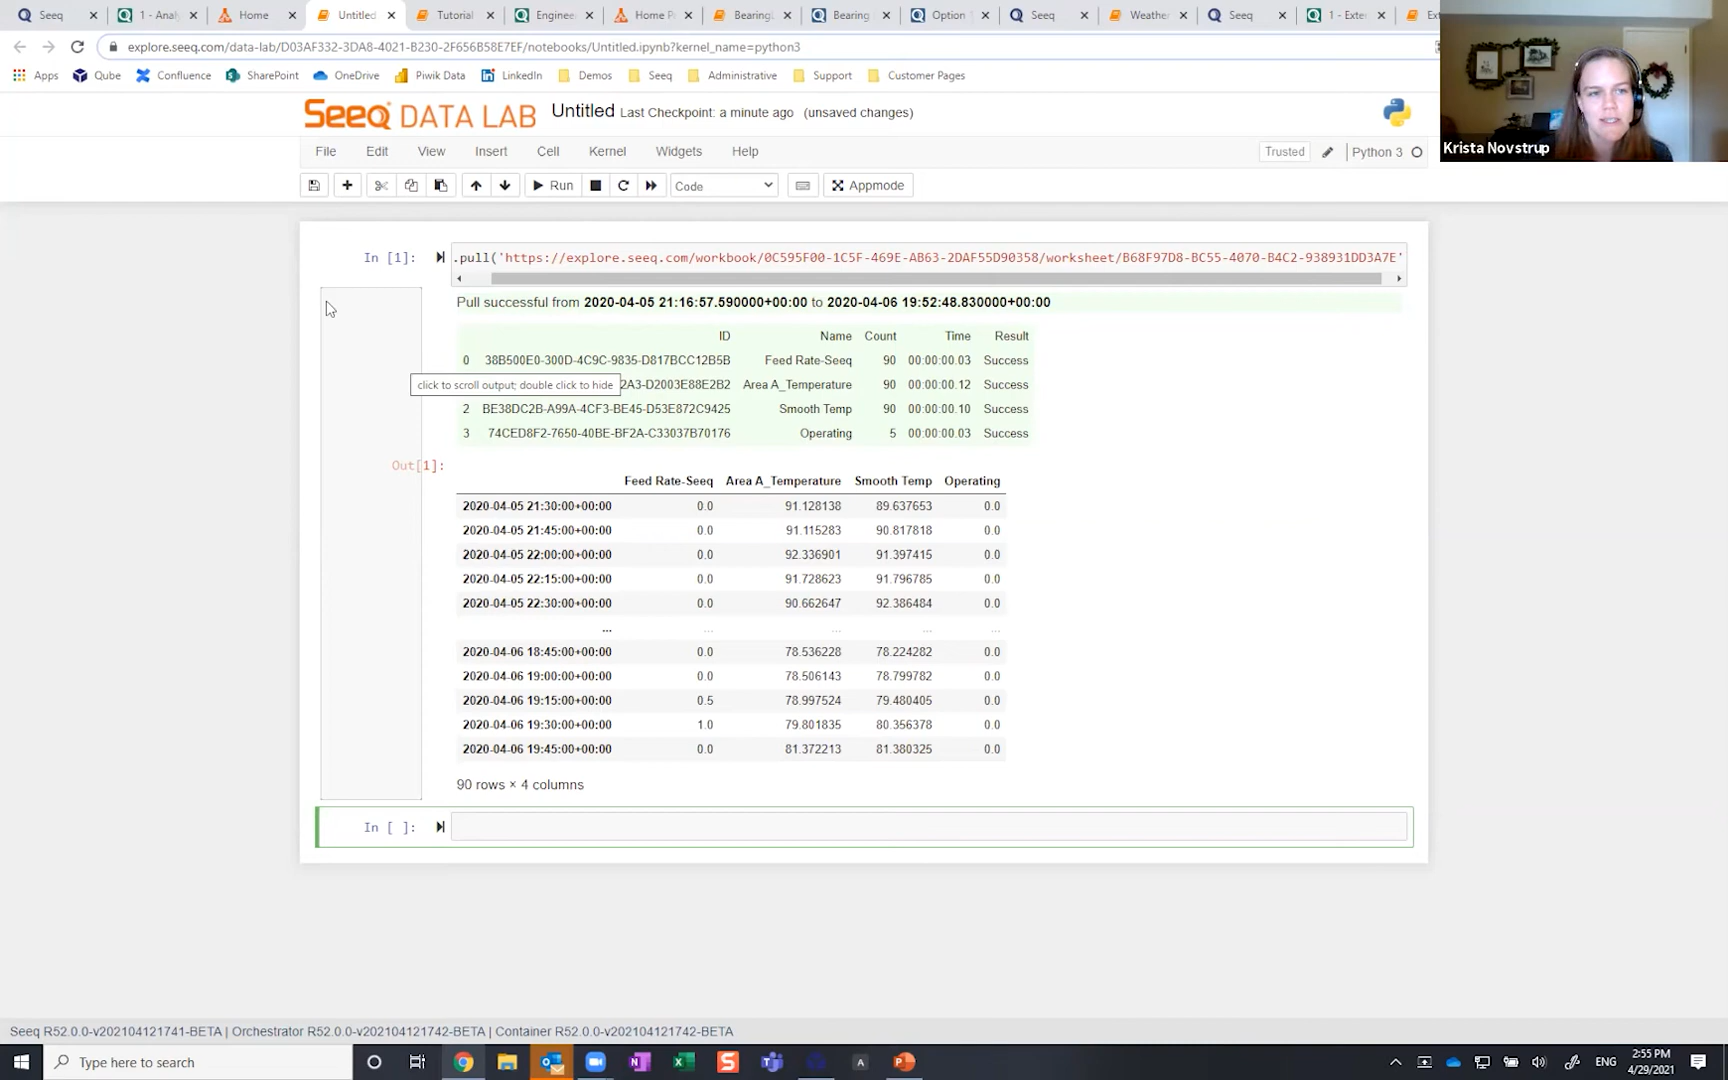 Seeq
1 - Analy
Home
Untitled
Tutorial
Engineer
Home P
Bearing
Bearing
Option
Seeq
Weather
Seeq
1 - Exter
explore.seeq.com/data-lab/D03AF332-3DA8-4021-B230-2F656B58E7EF/notebooks/Untitled.ipynb?kernel_name=python3
Apps Qube Confluence SharePoint OneDrive Piwik Data LinkedIn Demos Seeq Administrative Support Customer Pages
Krista Novstrup
Seeq DATA LAB Untitled Last Checkpoint: a minute ago (unsaved changes)
File Edit View Insert Cell Kernel Widgets Help Trusted Python 3
Run Code Appmode
In [1]: .pull('https://explore.seeq.com/workbook/0C595F00-1C5F-469E-AB63-2DAF55D90358/worksheet/B68F97D8-BC55-4070-B4C2-938931DD3A7E'
Pull successful from 2020-04-05 21:16:57.590000+00:00 to 2020-04-06 19:52:48.830000+00:00
ID Name Count Time Result
0 38B500E0-300D-4C9C-9835-D817BCC12B5B Feed Rate-Seeq 90 00:00:00.03 Success
click to scroll output; double click to hide 2A3-D2003E88E2B2 Area A_Temperature 90 00:00:00.12 Success
2 BE38DC2B-A99A-4CF3-BE45-D53E872C9425 Smooth Temp 90 00:00:00.10 Success
3 74CED8F2-7650-40BE-BF2A-C33037B70176 Operating 5 00:00:00.03 Success
Out[1]:
Feed Rate-Seeq Area A_Temperature Smooth Temp Operating
2020-04-05 21:30:00+00:00 0.0 91.128138 89.637653 0.0
2020-04-05 21:45:00+00:00 0.0 91.115283 90.817818 0.0
2020-04-05 22:00:00+00:00 0.0 92.336901 91.397415 0.0
2020-04-05 22:15:00+00:00 0.0 91.728623 91.796785 0.0
2020-04-05 22:30:00+00:00 0.0 90.662647 92.386484 0.0
... ... ... ... ...
2020-04-06 18:45:00+00:00 0.0 78.536228 78.224282 0.0
2020-04-06 19:00:00+00:00 0.0 78.506143 78.799782 0.0
2020-04-06 19:15:00+00:00 0.5 78.997524 79.480405 0.0
2020-04-06 19:30:00+00:00 1.0 79.801835 80.356378 0.0
2020-04-06 19:45:00+00:00 0.0 81.372213 81.380325 0.0
90 rows × 4 columns
In [ ]:
Seeq R52.0.0-v202104121741-BETA | Orchestrator R52.0.0-v202104121742-BETA | Container R52.0.0-v202104121742-BETA
Type here to search
ENG
2:55 PM
4/29/2021